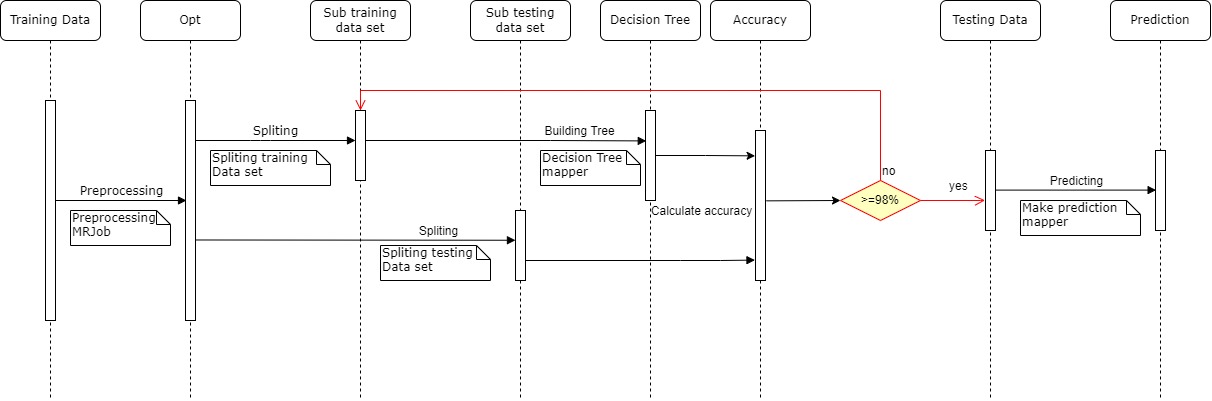 Training Data
Opt
Sub training
data set
Sub testing
data set
Decision Tree
Accuracy
Testing Data
Prediction
Spliting
Spliting training
Data set
Building Tree
Decision Tree
mapper
no
yes
>=98%
Predicting
Make prediction
mapper
Preprocessing
Preprocessing
MRJob
Calculate accuracy
Spliting
Spliting testing
Data set